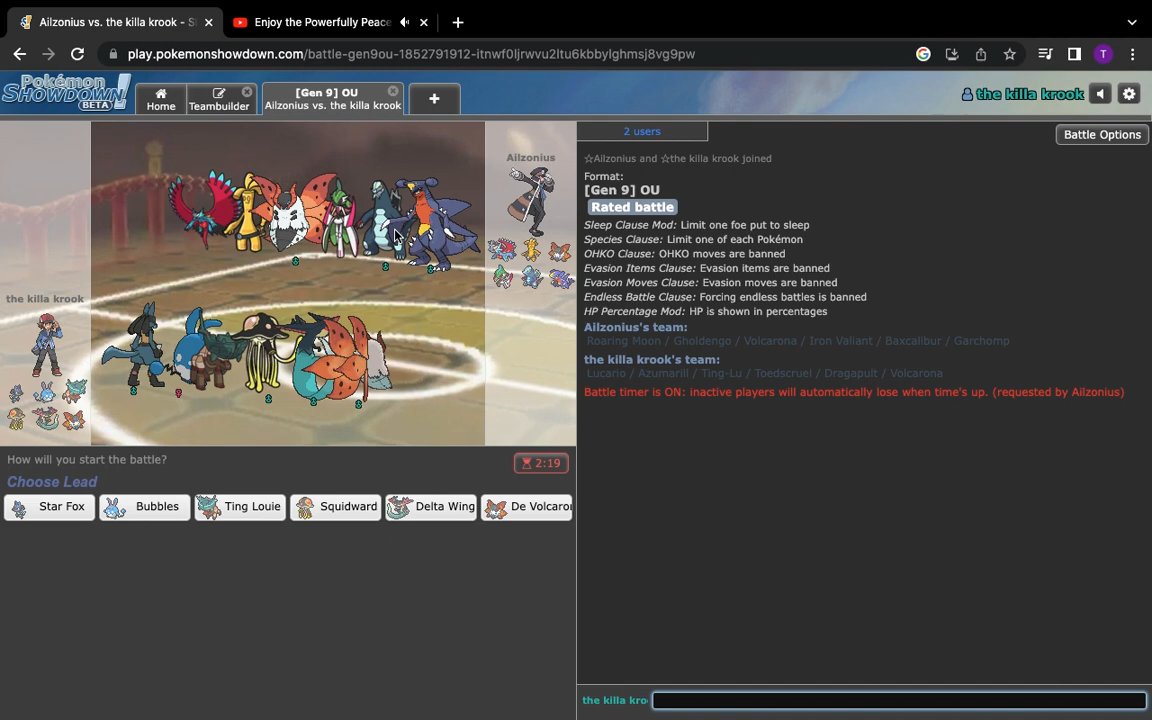 Ailzonius vs. the killa krook - S
Enjoy the Powerfully Peace
play.pokemonshowdown.com/battle-gen9ou-1852791912-itnwf0ljrwvu2ltu6kbbylghmsj8vg9pw
T
Pokémon
Showdown!
BETA
Home
Teambuilder
[Gen 9] OU
Ailzonius vs. the killa krook
the killa krook
Ailzonius
the killa krook
2 users
Battle Options
☆Ailzonius and ☆the killa krook joined
Format:
[Gen 9] OU
Rated battle
Sleep Clause Mod: Limit one foe put to sleep
Species Clause: Limit one of each Pokémon
OHKO Clause: OHKO moves are banned
Evasion Items Clause: Evasion items are banned
Evasion Moves Clause: Evasion moves are banned
Endless Battle Clause: Forcing endless battles is banned
HP Percentage Mod: HP is shown in percentages
Ailzonius's team:
Roaring Moon / Gholdengo / Volcarona / Iron Valiant / Baxcalibur / Garchomp
the killa krook's team:
Lucario / Azumarill / Ting-Lu / Toedscruel / Dragapult / Volcarona
Battle timer is ON: inactive players will automatically lose when time's up. (requested by Ailzonius)
How will you start the battle?
2:19
Choose Lead
Star Fox
Bubbles
Ting Louie
Squidward
Delta Wing
De Volcaro
the killa kro